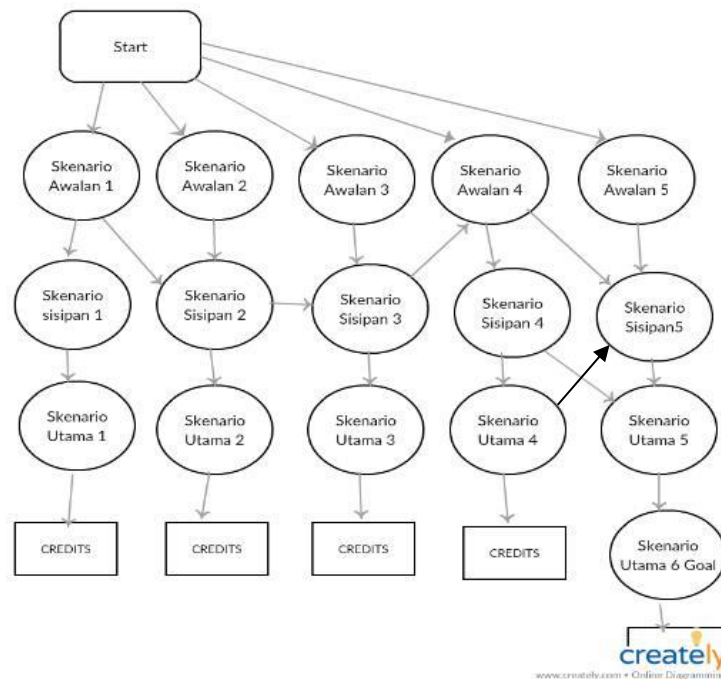 Start
Skenario
Awalan 1
Skenario
Awalan 2
Skenario
Awalan 3
Skenario
Awalan 4
Skenario
Awalan 5
Skenario
sisipan 1
Skenario
Sisipan 2
Skenario
Sisipan 3
Skenario
Sisipan 4
Skenario
Sisipan5
Skenario
Utama 1
Skenario
Utama 2
Skenario
Utama 3
Skenario
Utama 4
Skenario
Utama 5
CREDITS
CREDITS
CREDITS
CREDITS
Skenario
Utama 6 Goal
creately
www.creately.com • Online Diagramming